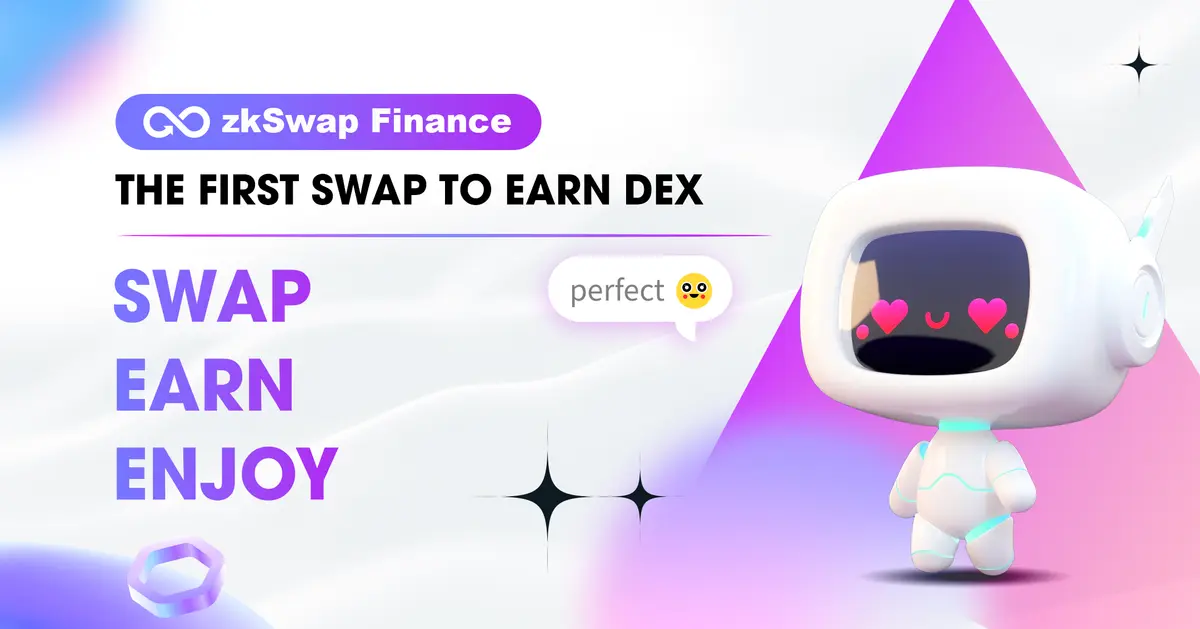 zkSwap Finance
THE FIRST SWAP TO EARN DEX
SWAP
EARN
ENJOY
perfect